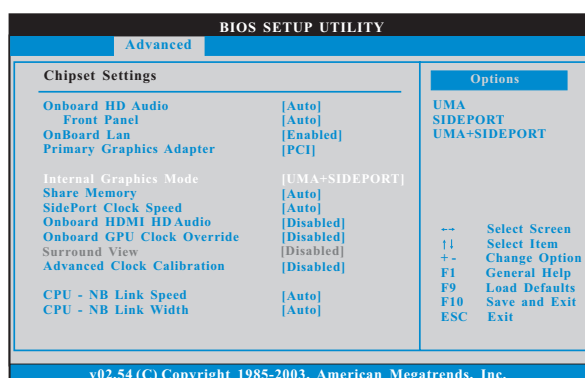 BIOS SETUP UTILITY
Advanced
Chipset Settings
Onboard HD Audio [Auto]
Front Panel [Auto]
OnBoard Lan [Enabled]
Primary Graphics Adapter [PCI]
Internal Graphics Mode [UMA+SIDEPORT]
Share Memory [Auto]
SidePort Clock Speed [Auto]
Onboard HDMI HD Audio [Disabled]
Onboard GPU Clock Override [Disabled]
Surround View [Disabled]
Advanced Clock Calibration [Disabled]
CPU - NB Link Speed [Auto]
CPU - NB Link Width [Auto]
Options
UMA
SIDEPORT
UMA+SIDEPORT
↔ Select Screen
↑↓ Select Item
+ - Change Option
F1 General Help
F9 Load Defaults
F10 Save and Exit
ESC Exit
v02.54 (C) Copyright 1985-2003, American Megatrends, Inc.